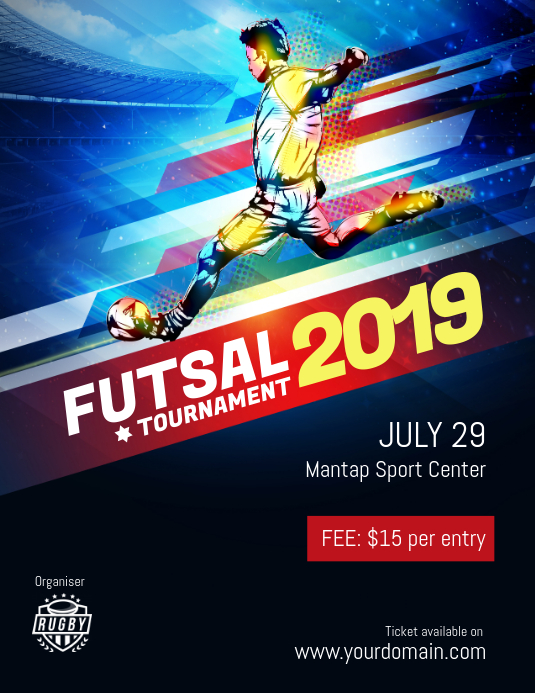 FUTSAL 2019
TOURNAMENT
JULY 29
Mantap Sport Center
FEE: $15 per entry
Organiser
RUGBY
Ticket available on
www.yourdomain.com